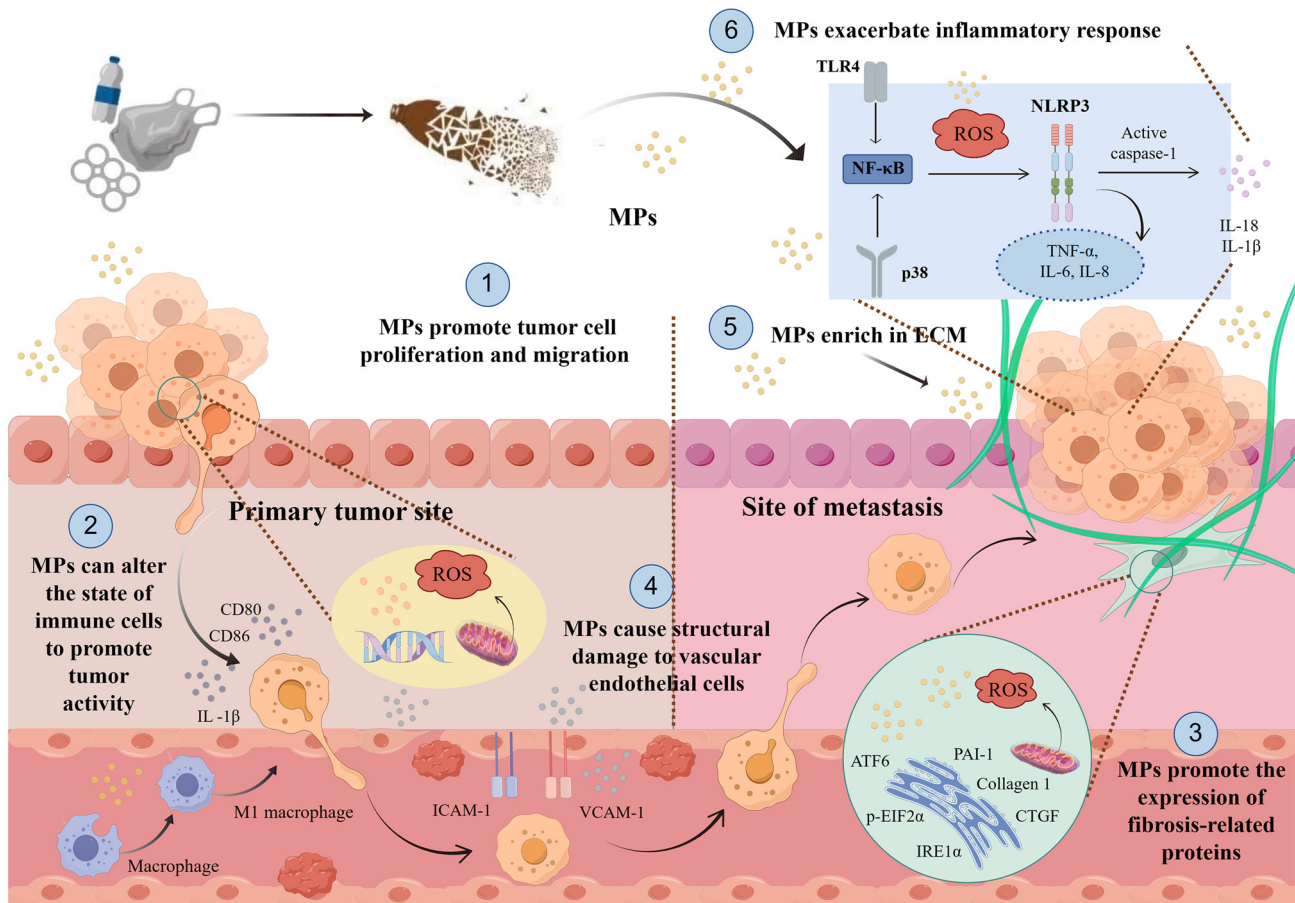 6
MPs exacerbate inflammatory response
TLR4
ROS
NLRP3
Active
caspase-1
NF-κB
MPs
p38
TNF-α,
IL-6, IL-8
IL-18
IL-1β
1
MPs promote tumor cell
proliferation and migration
5
MPs enrich in ECM
Primary tumor site
Site of metastasis
2
MPs can alter
the state of
immune cells
to promote
tumor
activity
CD80
CD86
IL -1β
ROS
4
MPs cause structural
damage to vascular
endothelial cells
M1 macrophage
Macrophage
ICAM-1
VCAM-1
ROS
ATF6
PAI-1
Collagen 1
p-EIF2α
CTGF
IRE1α
3
MPs promote the
expression of
fibrosis-related
proteins